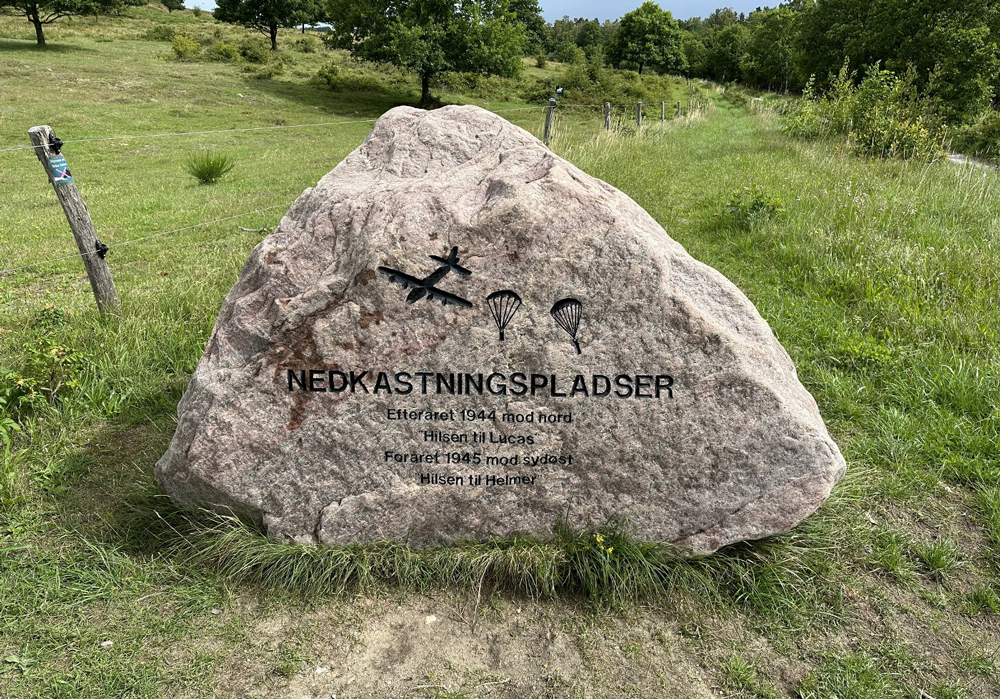 NEDKASTNINGSPLADSER
Efteråret 1944 mod nord
"Hilsen til Lucas"
Foråret 1945 mod sydøst
"Hilsen til Helmer"